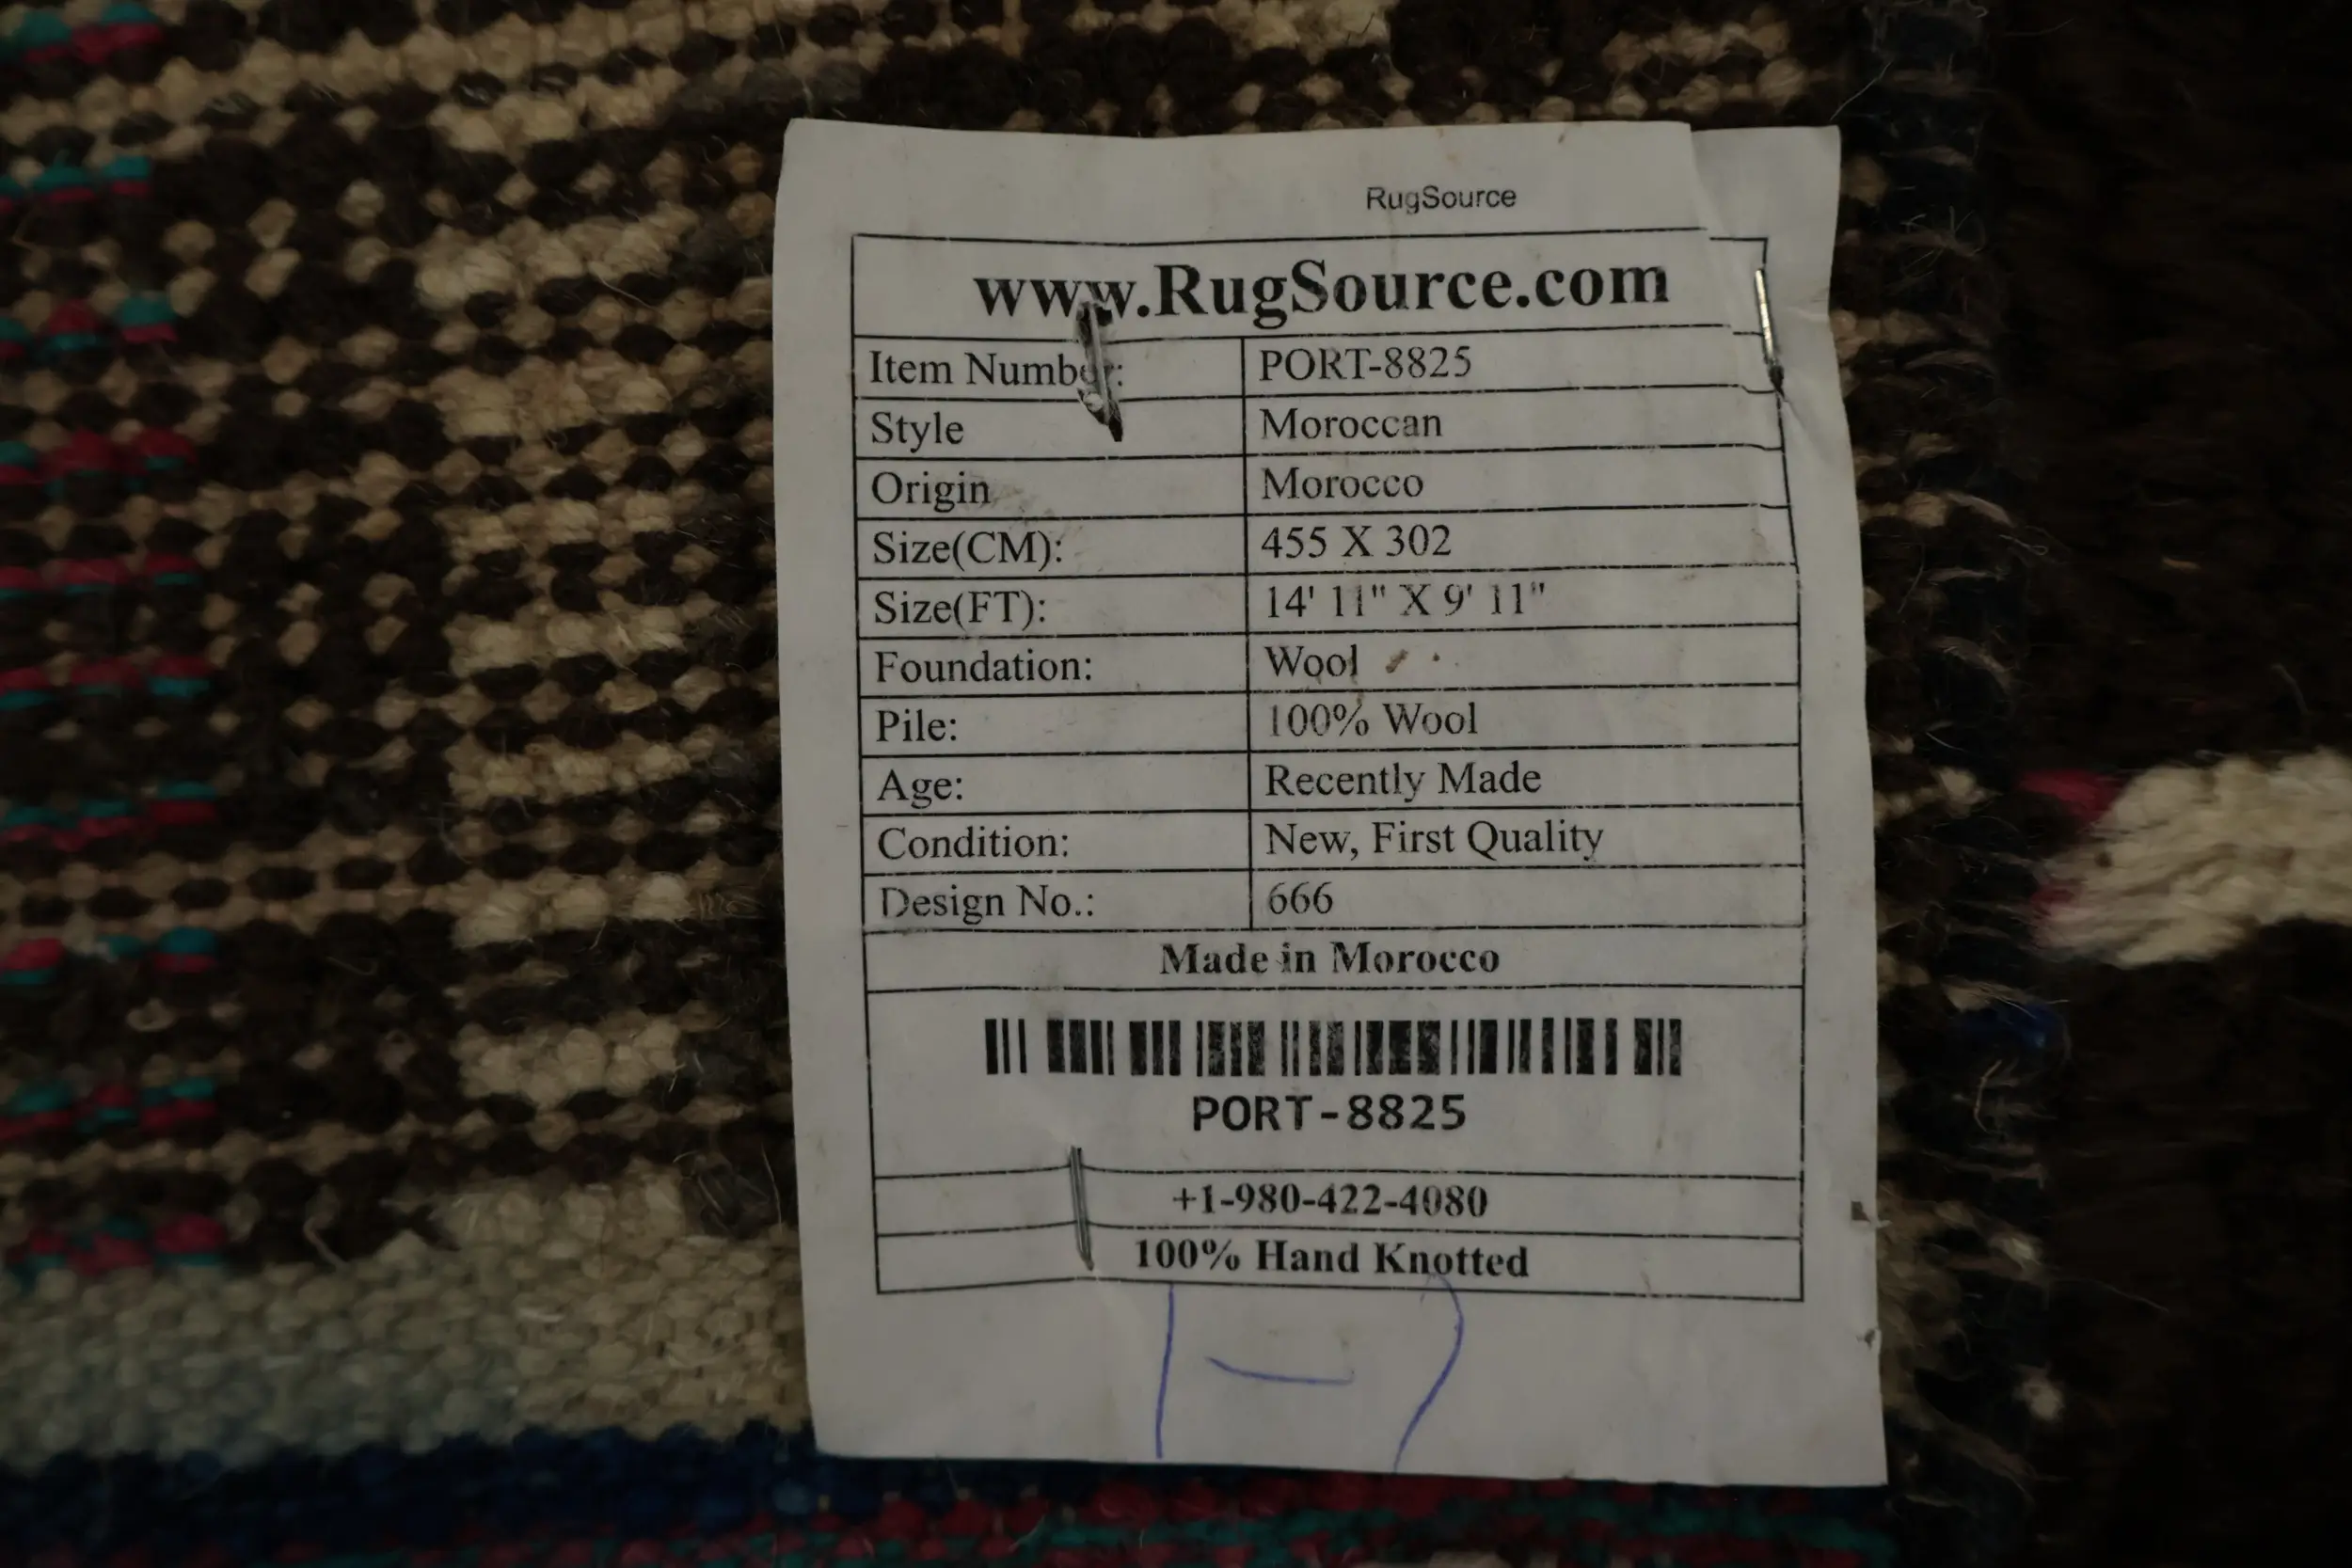 RugSource
www.RugSource.com
Item Number: PORT-8825
Style Moroccan
Origin Morocco
Size(CM): 455 X 302
Size(FT): 14' 11" X 9' 11"
Foundation: Wool
Pile: 100% Wool
Age: Recently Made
Condition: New, First Quality
Design No.: 666
Made in Morocco
PORT-8825
+1-980-422-4080
100% Hand Knotted